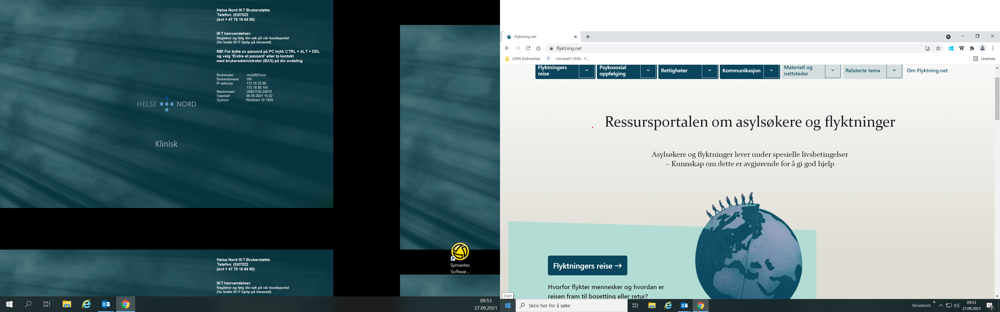 Helse Nord IKT Brukerstøtte:
Telefon: (0)07022
(evt + 47 76 16 64 90)
IKT henvendelser:
Registrer og følg din sak på vår kundeportal
(Se lenke til IT-hjelp på intranett)
NB! For bytte av passord på PC trykk CTRL + ALT + DEL
og velg 'Endre et passord' eller ta kontakt
med brukeradministrator (BAS) på din avdeling
Brukernavn: mcb2601unn
Brukerdomene: HN
IP-adresse: 172.19.32.68
172.18.80.145
Maskinnavn: UNN-TOS-24610
Oppstart: 06.09.2021 15:42
System: Windows 10 1909
HELSE NORD
Klinisk
Helse Nord IKT Brukerstøtte:
Telefon: (0)07022
(evt + 47 76 16 64 90)
IKT henvendelser:
Registrer og følg din sak på vår kundeportal
(Se lenke til IT-hjelp på intranett)
Symantec
Softwar...
09:53
27.09.2021
Flyktning.net
flyktning.net
UNN Bokmerker
- Intranett UNN - F...
Leseliste
Flyktningers
reise
Psykososial
oppfølging
Rettigheter
Kommunikasjon
Materiell og
nettsteder
Relaterte tema
Om Flyktning.net
Ressursportalen om asylsøkere og flyktninger
Asylsøkere og flyktninger lever under spesielle livsbetingelser
– Kunnskap om dette er avgjørende for å gi god hjelp
Flyktningers reise →
Hvorfor flykter mennesker og hvordan er
reisen fram til bosetting eller retur?
Start
Skriv her for å søke
Skrivebord
09:53
27.09.2021
7